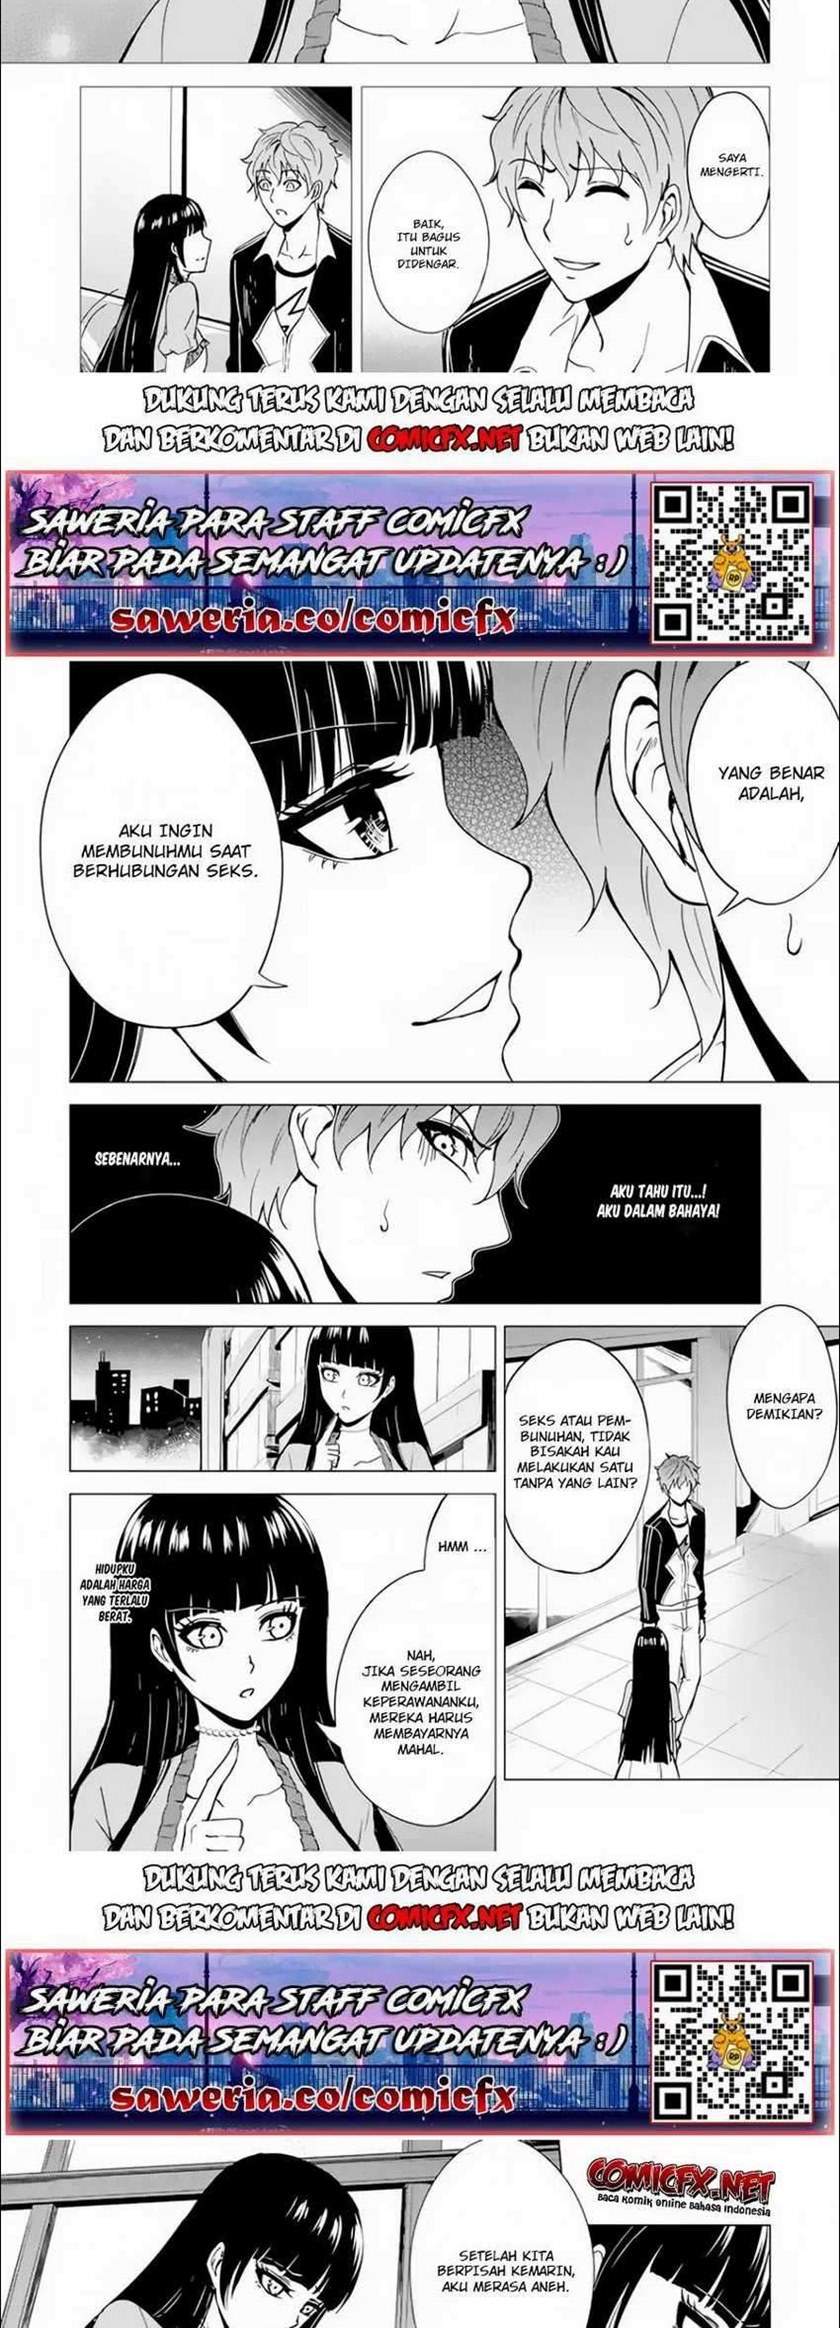 SAYA
MENGERTI.
BAIK,
ITU BAGUS
UNTUK
DIDENGAR.
DUKUNG TERUS KAMI DENGAN SELALU MEMBACA
DAN BERKOMENTAR DI COMICFX.NET BUKAN WEB LAIN!
SAWERIA PARA STAFF COMICFX
BIAR PADA SEMANGAT UPDATENYA :)
saweria.co/comicfx
RP
YANG BENAR
ADALAH,
AKU INGIN
MEMBUNUHMU SAAT
BERHUBUNGAN SEKS.
SEBENARNYA...
AKU TAHU ITU...!
AKU DALAM BAHAYA!
MENGAPA
DEMIKIAN?
SEKS ATAU PEM-
BUNUHAN, TIDAK
BISAKAH KAU
MELAKUKAN SATU
TANPA YANG LAIN?
HMM ...
HIDUPKU
ADALAH HARGA
YANG TERLALU
BERAT.
NAH,
JIKA SESEORANG
MENGAMBIL
KEPERAWANANKU,
MEREKA HARUS
MEMBAYARNYA
MAHAL.
DUKUNG TERUS KAMI DENGAN SELALU MEMBACA
DAN BERKOMENTAR DI COMICFX.NET BUKAN WEB LAIN!
SAWERIA PARA STAFF COMICFX
BIAR PADA SEMANGAT UPDATENYA :)
saweria.co/comicfx
RP
COMICFX.NET
BACA KOMIK ONLINE BAHASA INDONESIA
SETELAH KITA
BERPISAH KEMARIN,
AKU MERASA ANEH.